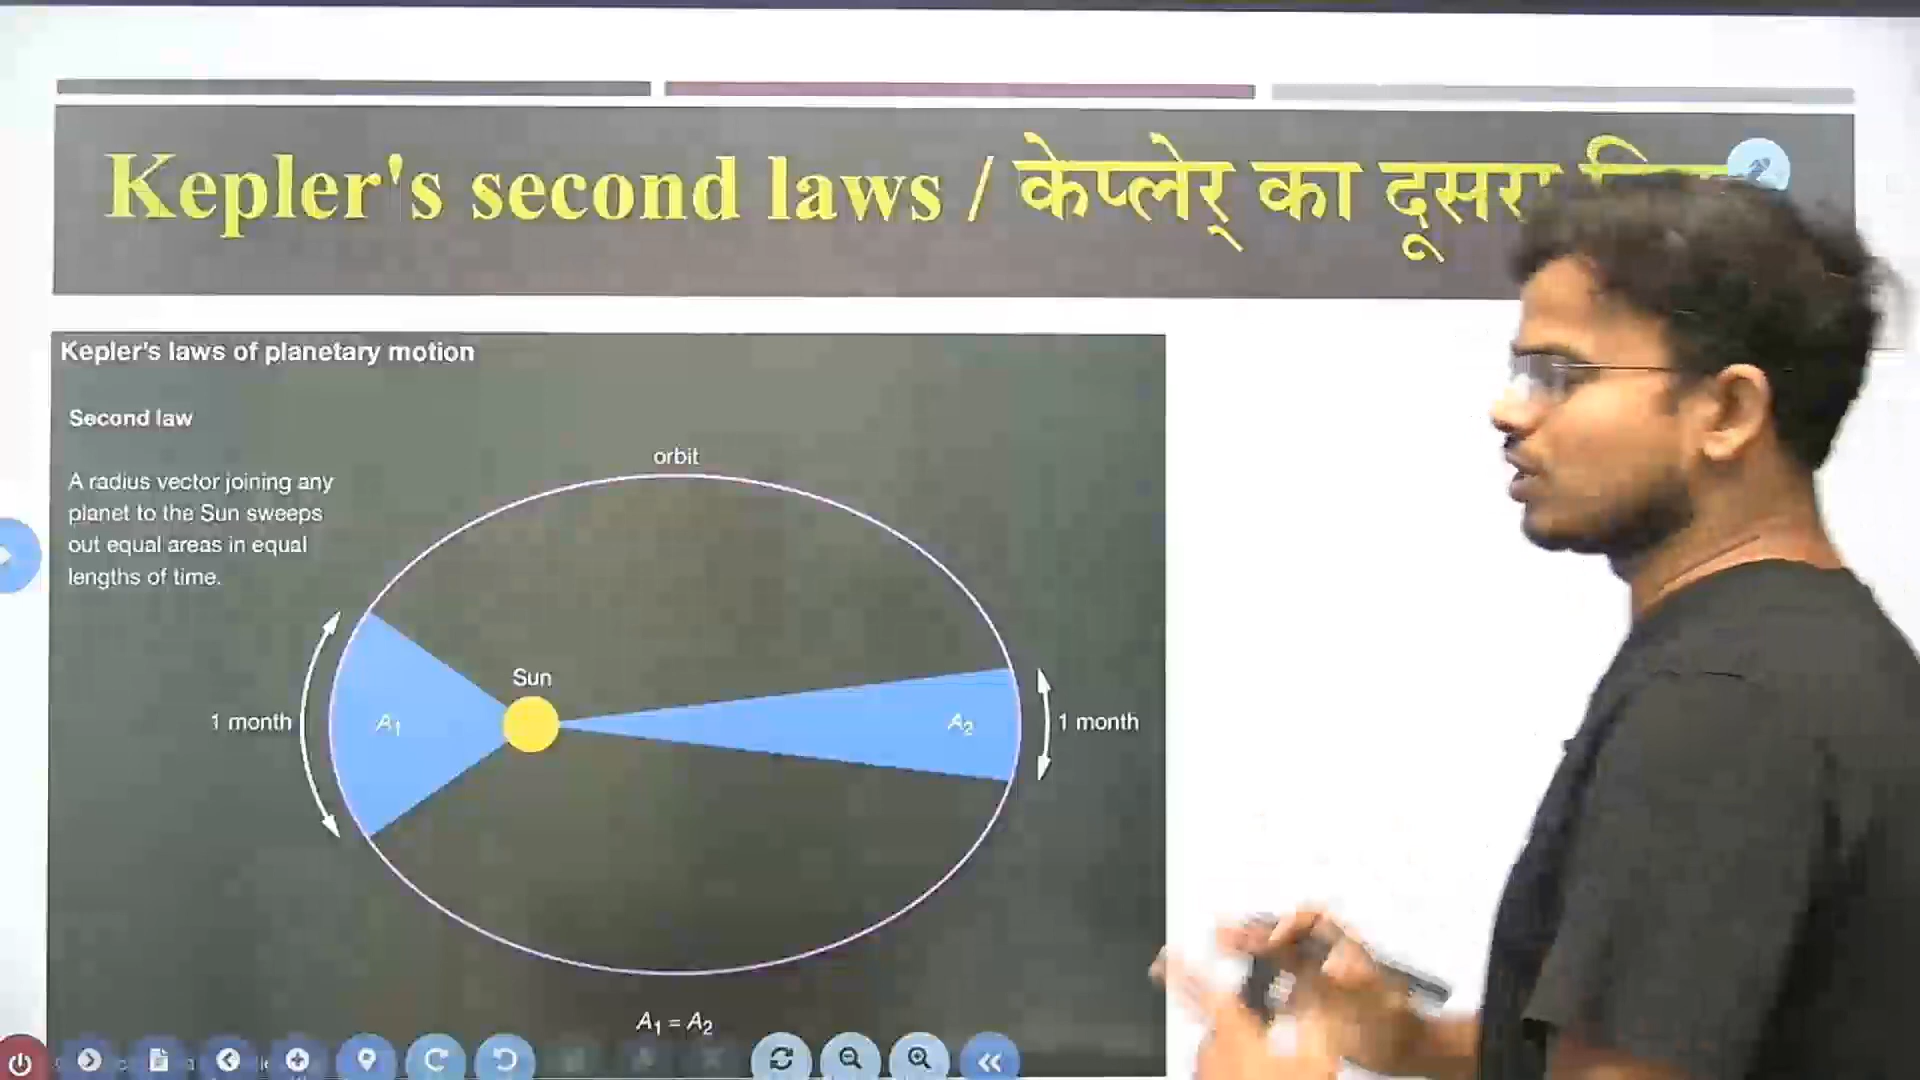 Kepler's second laws / केप्लेर् का दूसरा
Kepler's laws of planetary motion
Second law
A radius vector joining any
planet to the Sun sweeps
out equal areas in equal
lengths of time.
orbit
Sun
1 month
A₁
A₂
1 month
A₁ = A₂